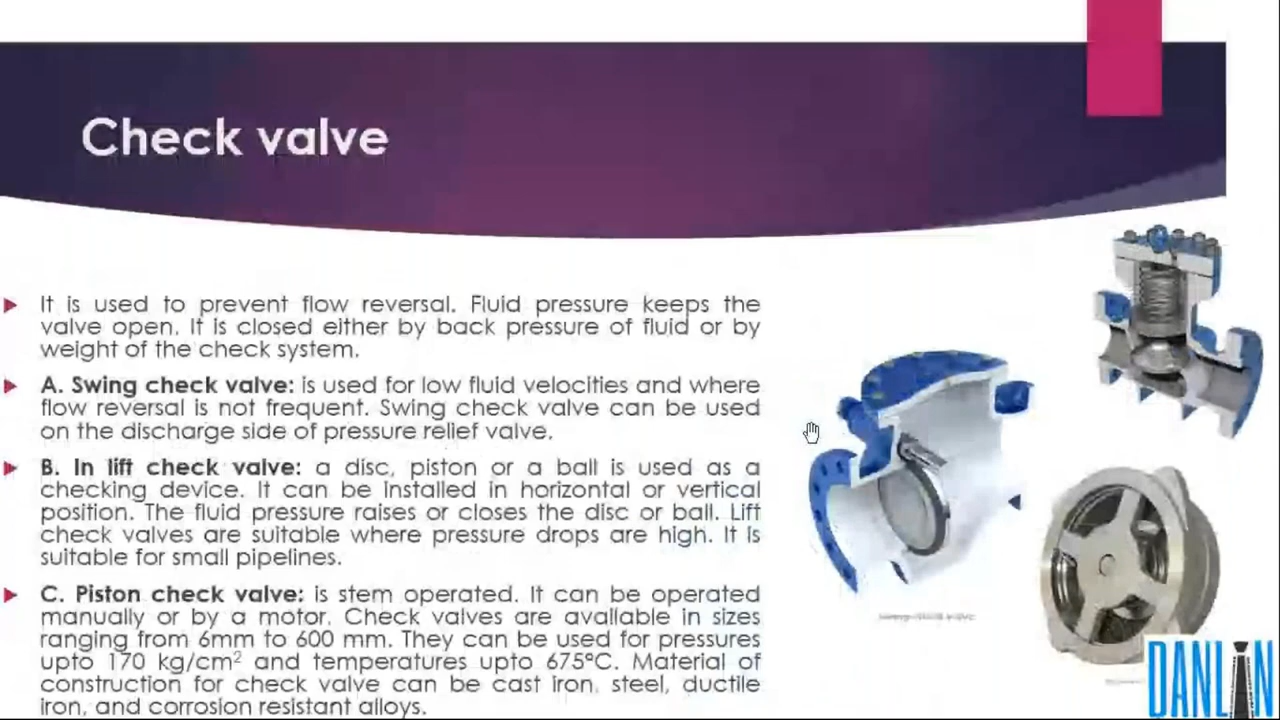 Check valve
It is used to prevent flow reversal. Fluid pressure keeps the
valve open. It is closed either by back pressure of fluid or by
weight of the check system.
A. Swing check valve: is used for low fluid velocities and where
flow reversal is not frequent. Swing check valve can be used
on the discharge side of pressure relief valve.
B. In lift check valve: a disc, piston or a ball is used as a
checking device. It can be installed in horizontal or vertical
position. The fluid pressure raises or closes the disc or ball. Lift
check valves are suitable where pressure drops are high. It is
suitable for small pipelines.
C. Piston check valve: is stem operated. It can be operated
manually or by a motor. Check valves are available in sizes
ranging from 6mm to 600 mm. They can be used for pressures
upto 170 kg/cm² and temperatures upto 675°C. Material of
construction for check valve can be cast iron, steel, ductile
iron, and corrosion resistant alloys.
DANLIN